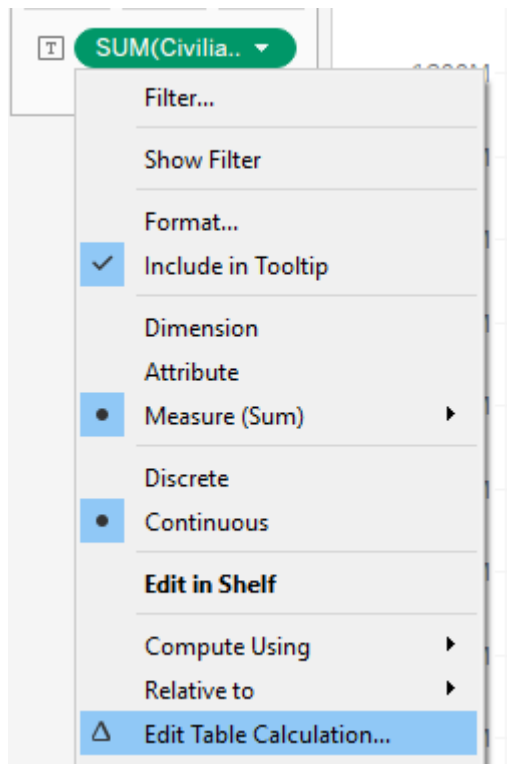 T SUM(Civilia..
Filter...
Show Filter
Format...
Include in Tooltip
Dimension
Attribute
Measure (Sum)
Discrete
Continuous
Edit in Shelf
Compute Using
Relative to
Edit Table Calculation...